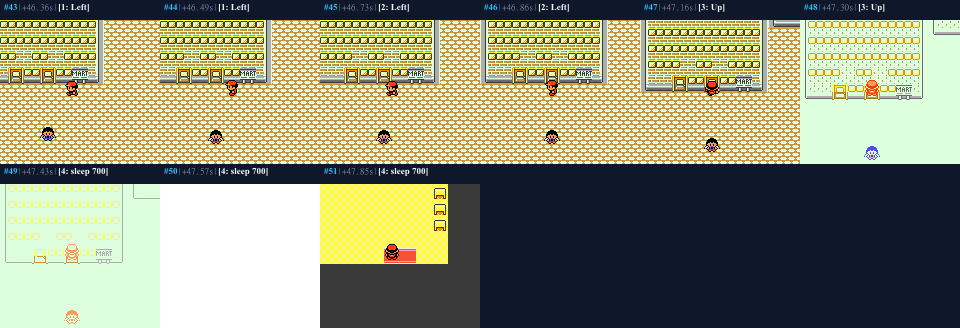 #43|+46.36s| [1: Left]
#44|+46.49s| [1: Left]
#45|+46.73s| [2: Left]
#46|+46.86s| [2: Left]
#47|+47.16s| [3: Up]
#48|+47.30s| [3: Up]
MART
MART
MART
MART
MART
MART
#49|+47.43s| [4: sleep 700]
#50|+47.57s| [4: sleep 700]
#51|+47.85s| [4: sleep 700]
MART